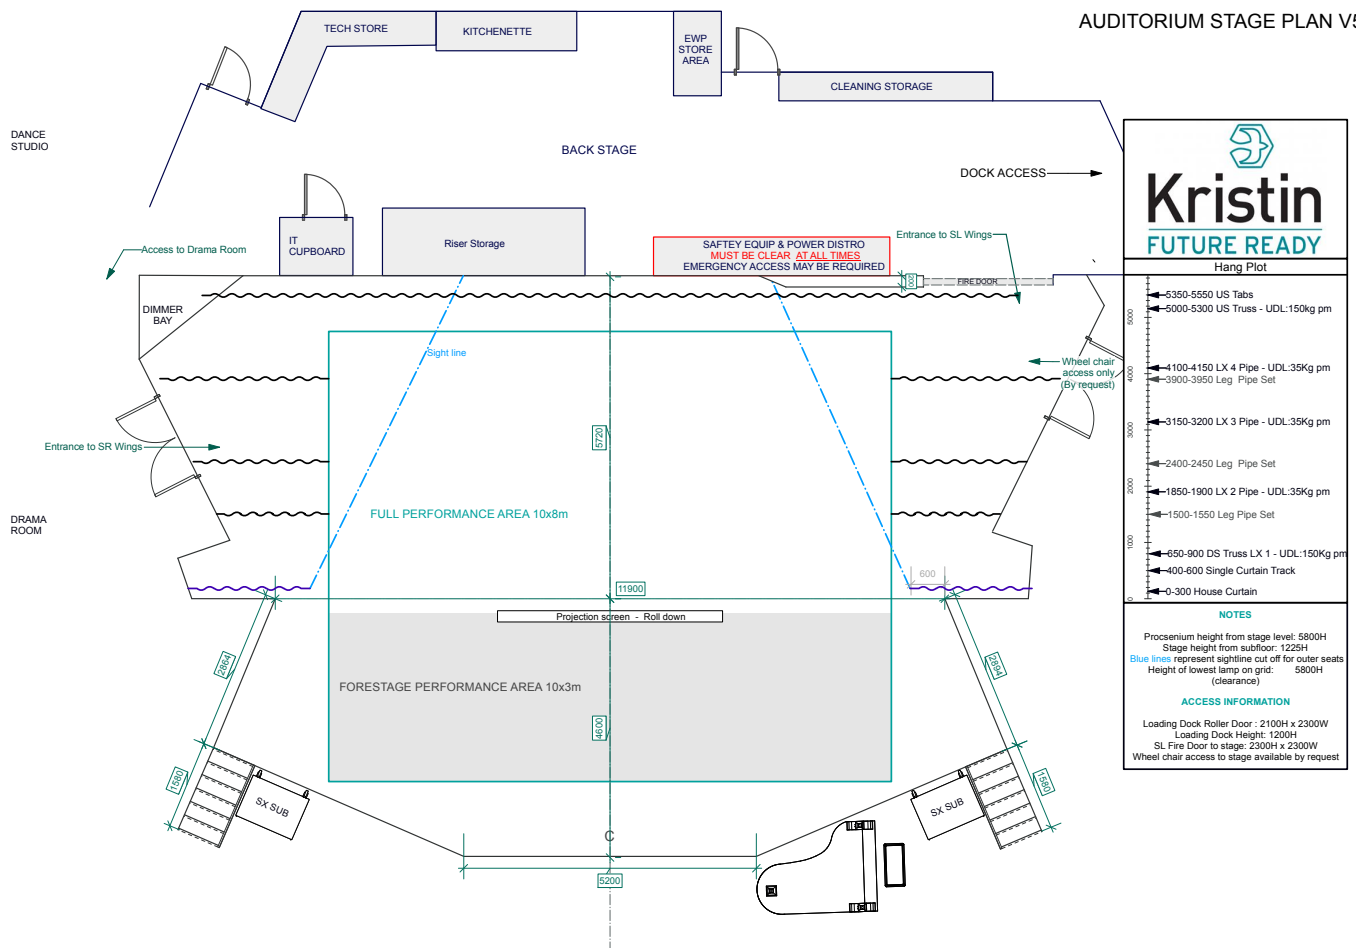 AUDITORIUM STAGE PLAN V5
TECH STORE
KITCHENETTE
EWP
STORE
AREA
CLEANING STORAGE
DANCE
STUDIO
BACK STAGE
DOCK ACCESS
Kristin
FUTURE READY
Access to Drama Room
IT
CUPBOARD
Riser Storage
SAFTEY EQUIP & POWER DISTRO
MUST BE CLEAR AT ALL TIMES
EMERGENCY ACCESS MAY BE REQUIRED
Entrance to SL Wings
FIRE DOOR
DIMMER
BAY
Sight line
Wheel chair
access only
(By request)
Entrance to SR Wings
5720
FULL PERFORMANCE AREA 10x8m
DRAMA
ROOM
600
11900
Projection screen - Roll down
2864
2894
FORESTAGE PERFORMANCE AREA 10x3m
4600
1580
1580
SX SUB
SX SUB
C
5200
Hang Plot
5350-5550 US Tabs
5000-5300 US Truss - UDL:150kg pm
4100-4150 LX 4 Pipe - UDL:35Kg pm
3900-3950 Leg Pipe Set
3150-3200 LX 3 Pipe - UDL:35Kg pm
2400-2450 Leg Pipe Set
1850-1900 LX 2 Pipe - UDL:35Kg pm
1500-1550 Leg Pipe Set
650-900 DS Truss LX 1 - UDL:150Kg pm
400-600 Single Curtain Track
0-300 House Curtain
5000
4000
3000
2000
1000
0
NOTES
Procsenium height from stage level: 5800H
Stage height from subfloor: 1225H
Blue lines represent sightline cut off for outer seats
Height of lowest lamp on grid: 5800H
(clearance)
ACCESS INFORMATION
Loading Dock Roller Door : 2100H x 2300W
Loading Dock Height: 1200H
SL Fire Door to stage: 2300H x 2300W
Wheel chair access to stage available by request